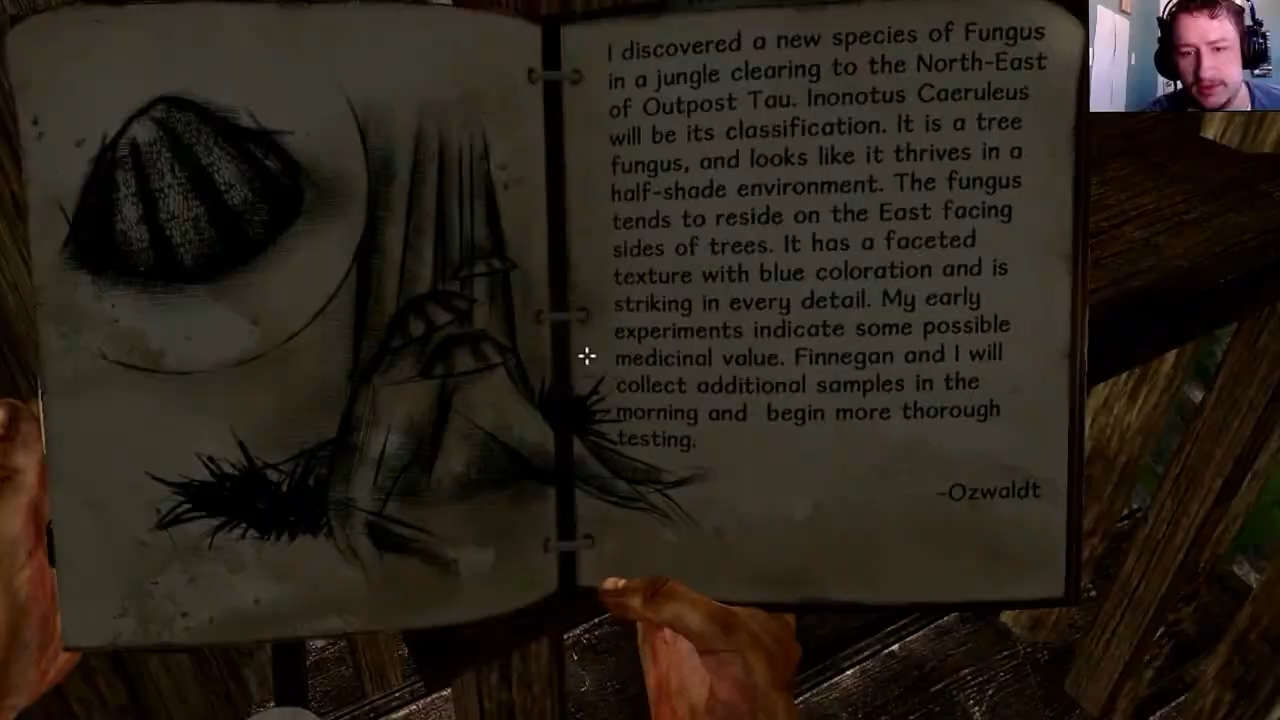 I discovered a new species of Fungus
in a jungle clearing to the North-East
of Outpost Tau. Inonotus Caeruleus
will be its classification. It is a tree
fungus, and looks like it thrives in a
half-shade environment. The fungus
tends to reside on the East facing
sides of trees. It has a faceted
texture with blue coloration and is
striking in every detail. My early
experiments indicate some possible
medicinal value. Finnegan and I will
collect additional samples in the
morning and begin more thorough
testing.
-Ozwaldt